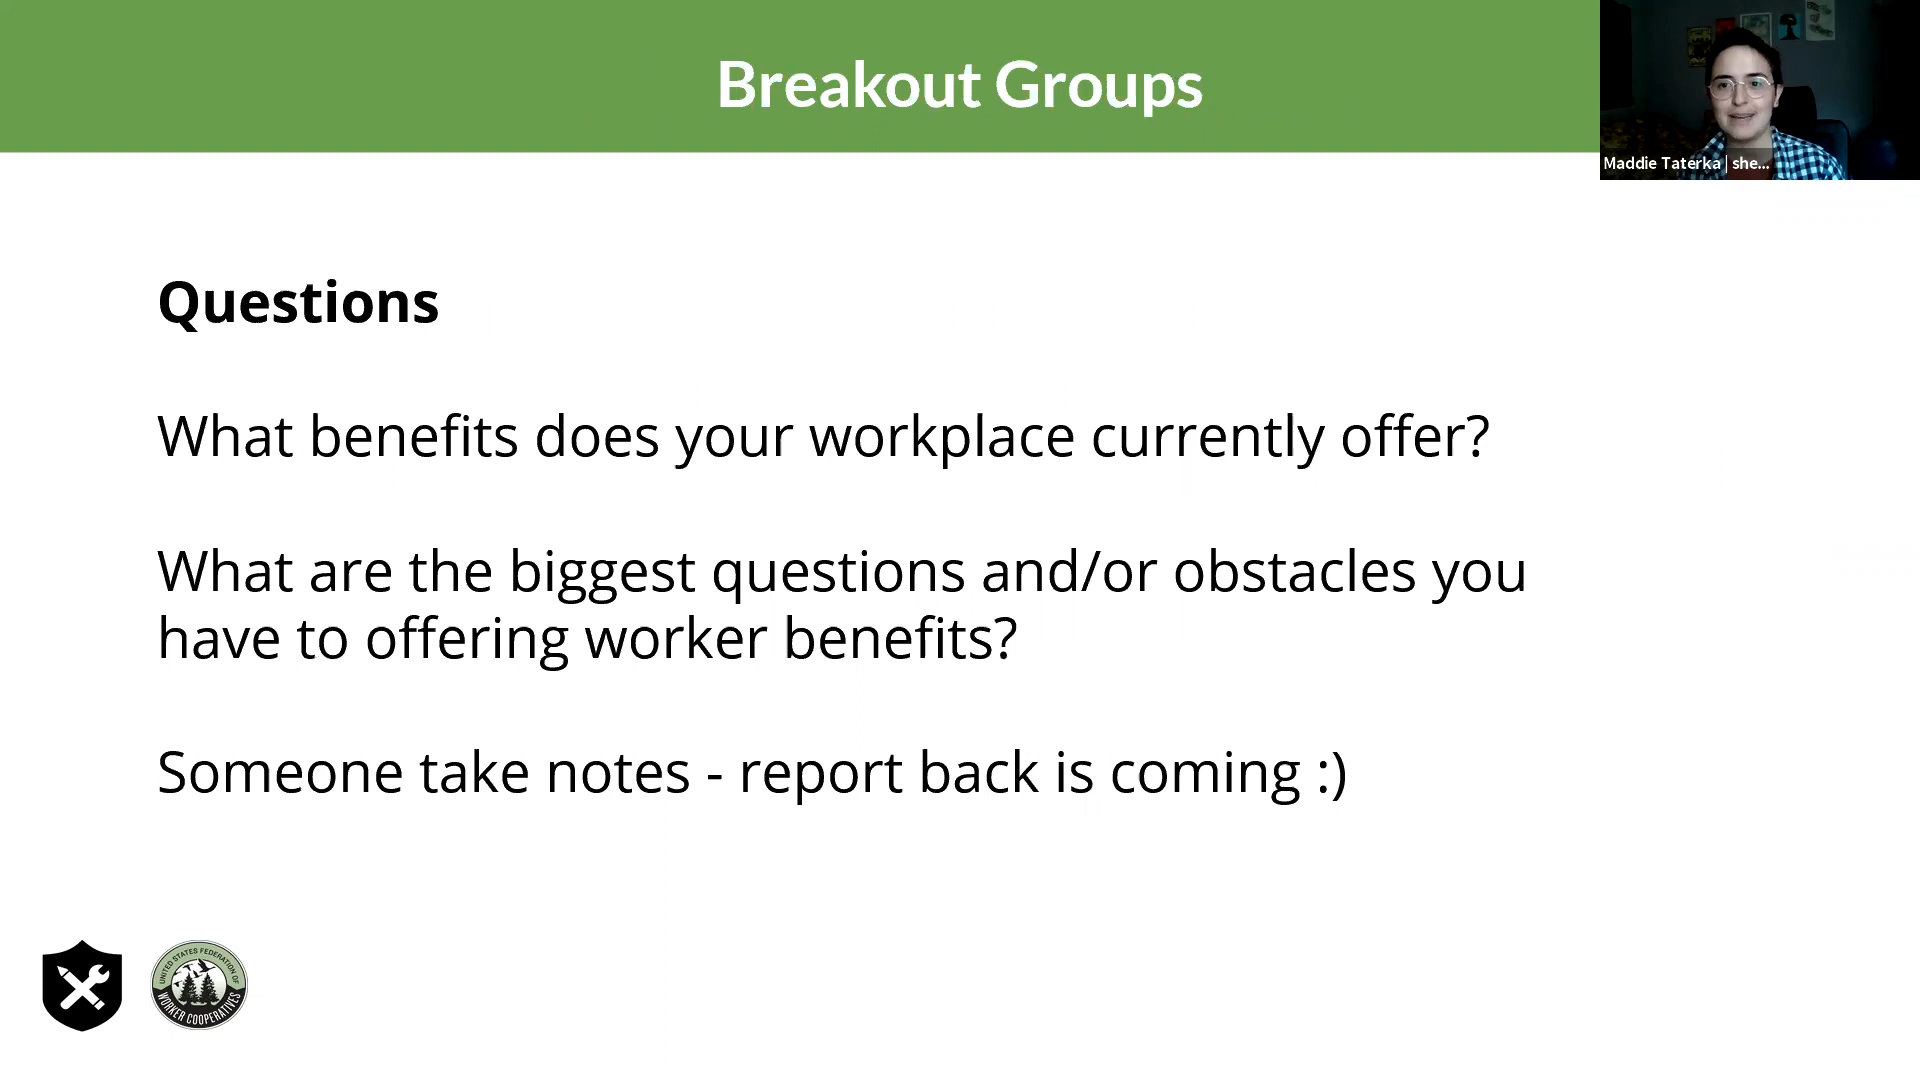 Breakout Groups
Maddie Taterka | she...
Questions
What benefits does your workplace currently offer?
What are the biggest questions and/or obstacles you
have to offering worker benefits?
Someone take notes - report back is coming :)
UNITED STATES FEDERATION OF
WORKER COOPERATIVES